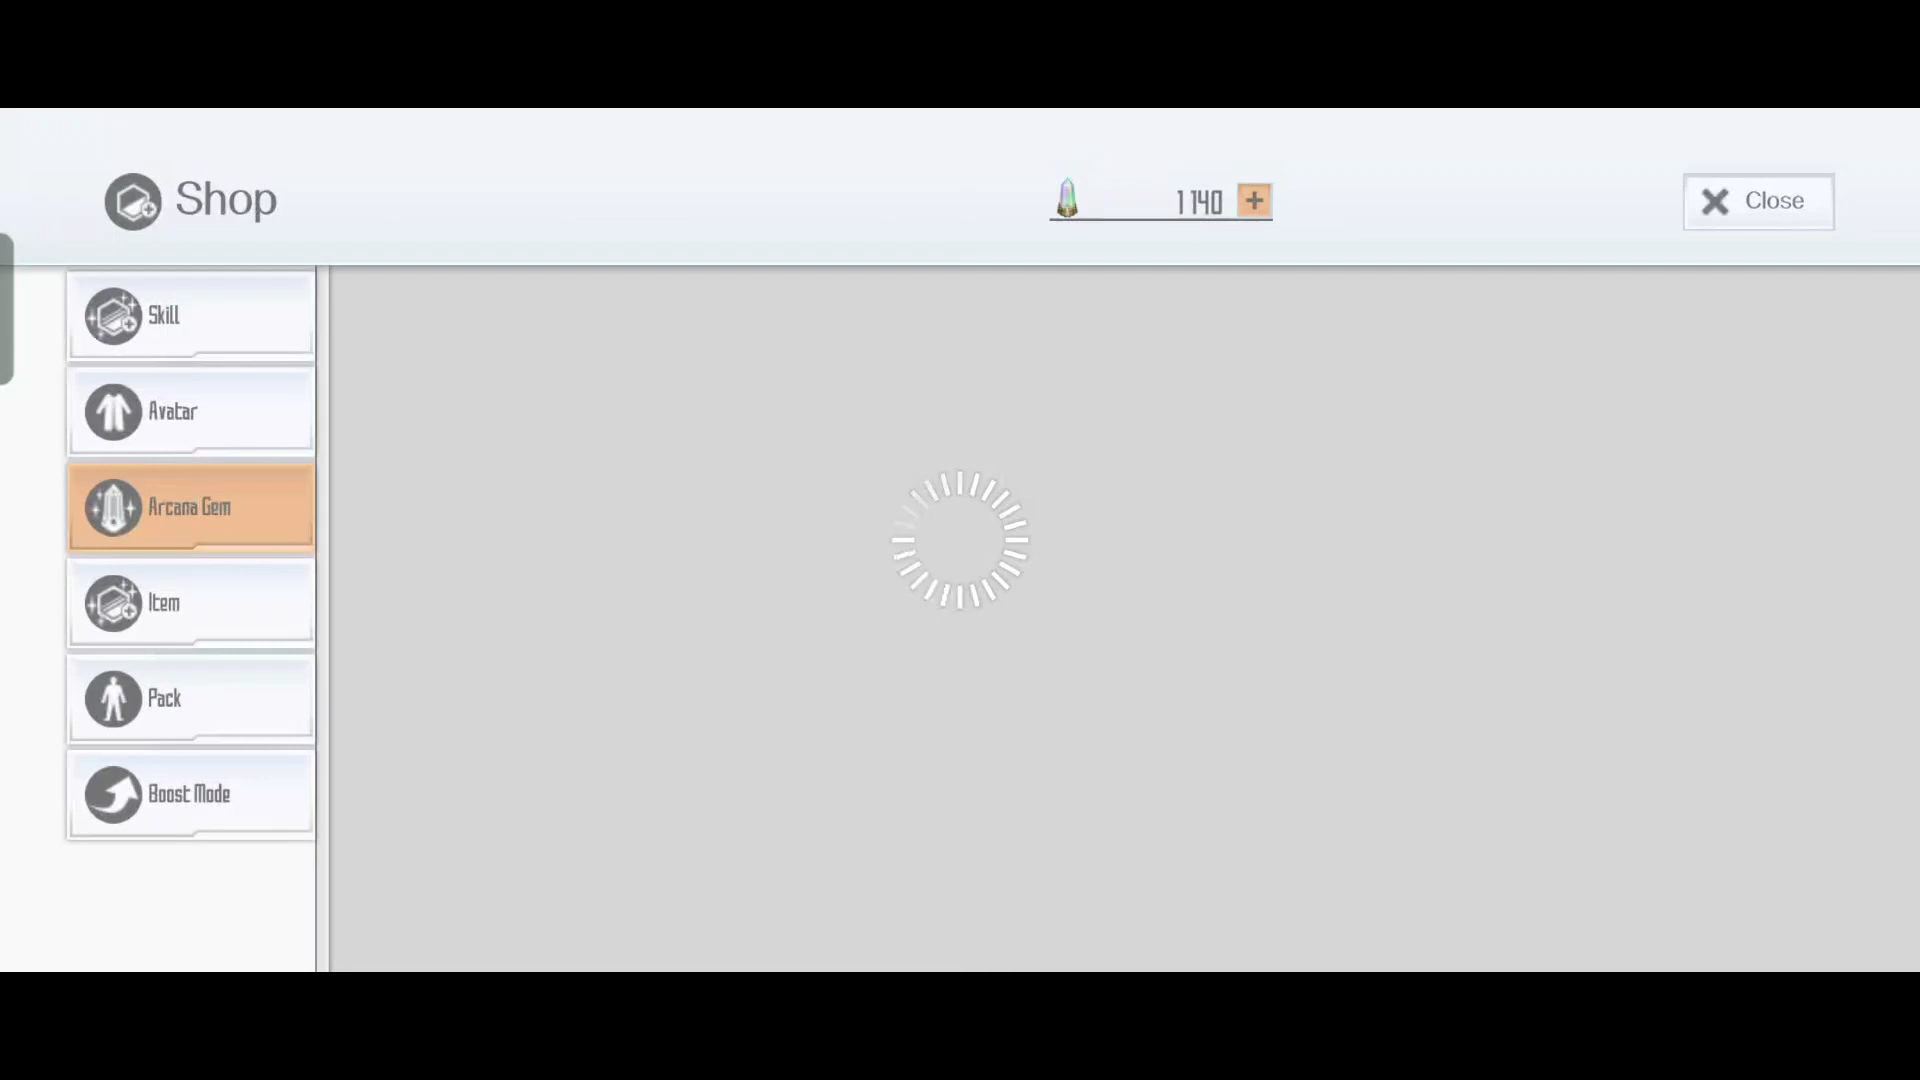 Shop
1140
Close
Skill
Avatar
Arcana Gem
Item
Pack
Boost Mode